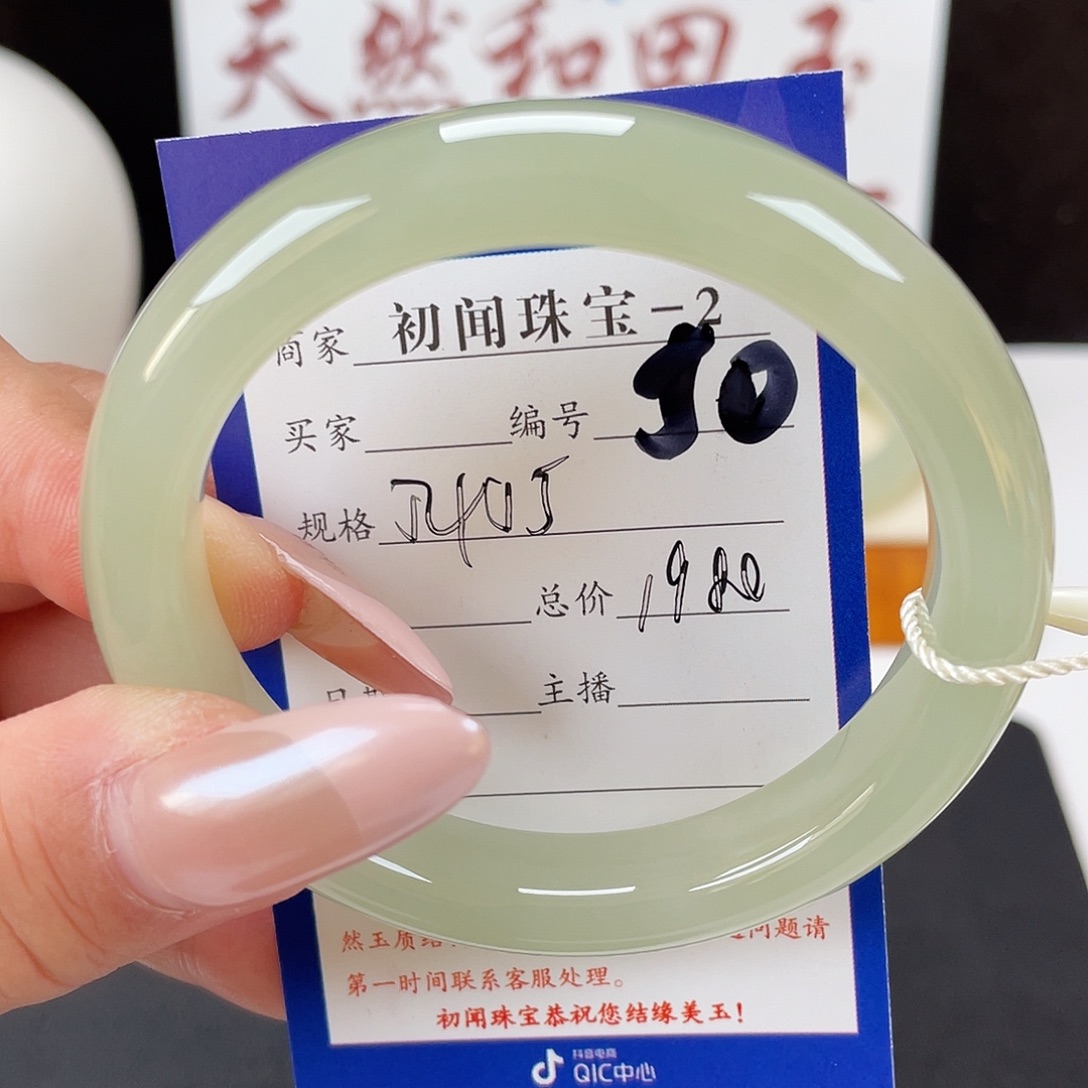 天然和田玉
商家 初闻珠宝-2
买家 编号 50
规格
总价 1980
主播
然玉质结 问题请
第一时间联系客服处理。
初闻珠宝恭祝您结缘美玉!
抖音电商
QIC中心